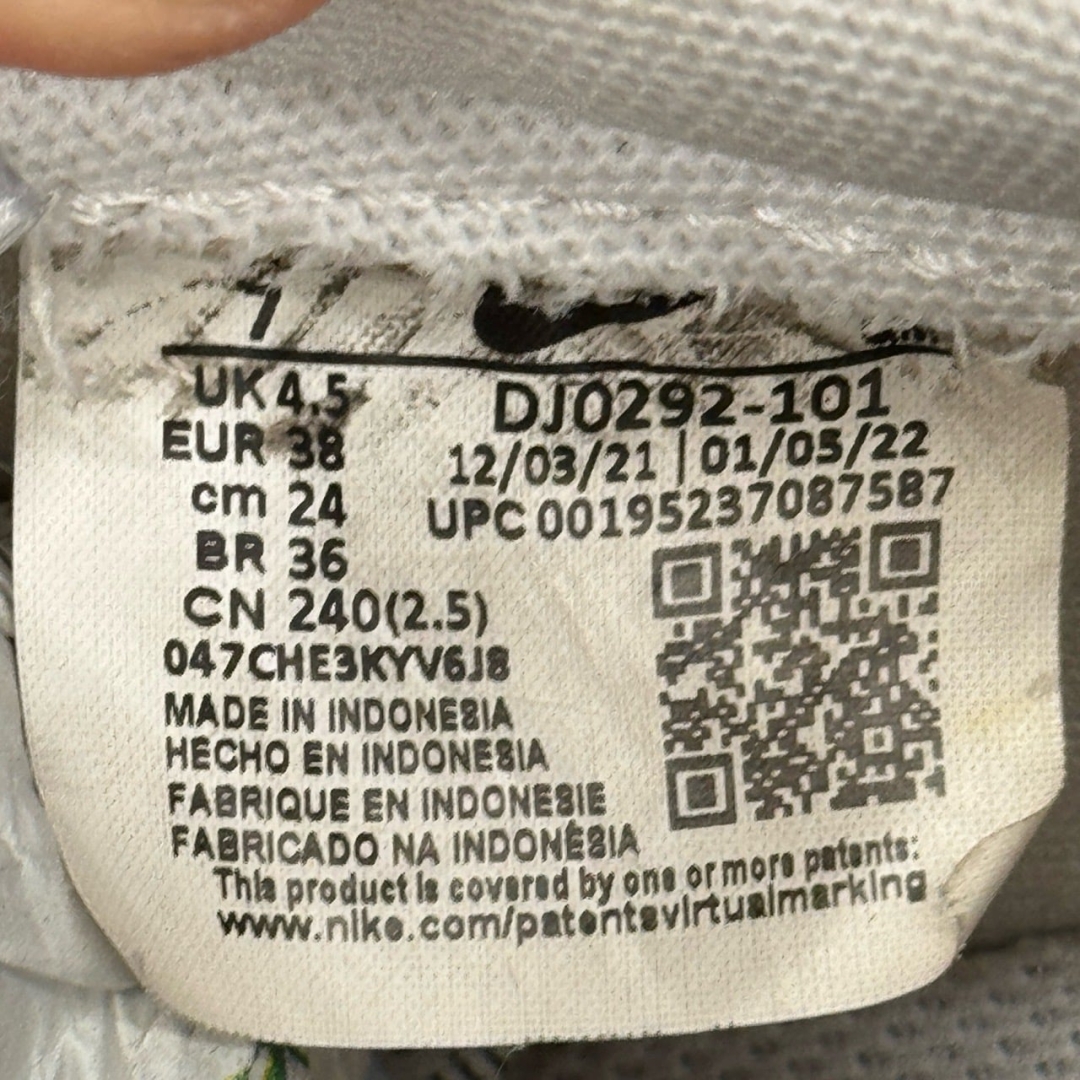 7
UK 4.5
EUR 38
cm 24
BR 36
CN 240(2.5)
DJ0292-101
12/03/21 | 01/05/22
UPC 00195237087587
047CHE3KYV6J8
MADE IN INDONESIA
HECHO EN INDONESIA
FABRIQUE EN INDONESIE
FABRICADO NA INDONÉSIA
This product is covered by one or more patents:
www.nike.com/patentsvirtualmarking